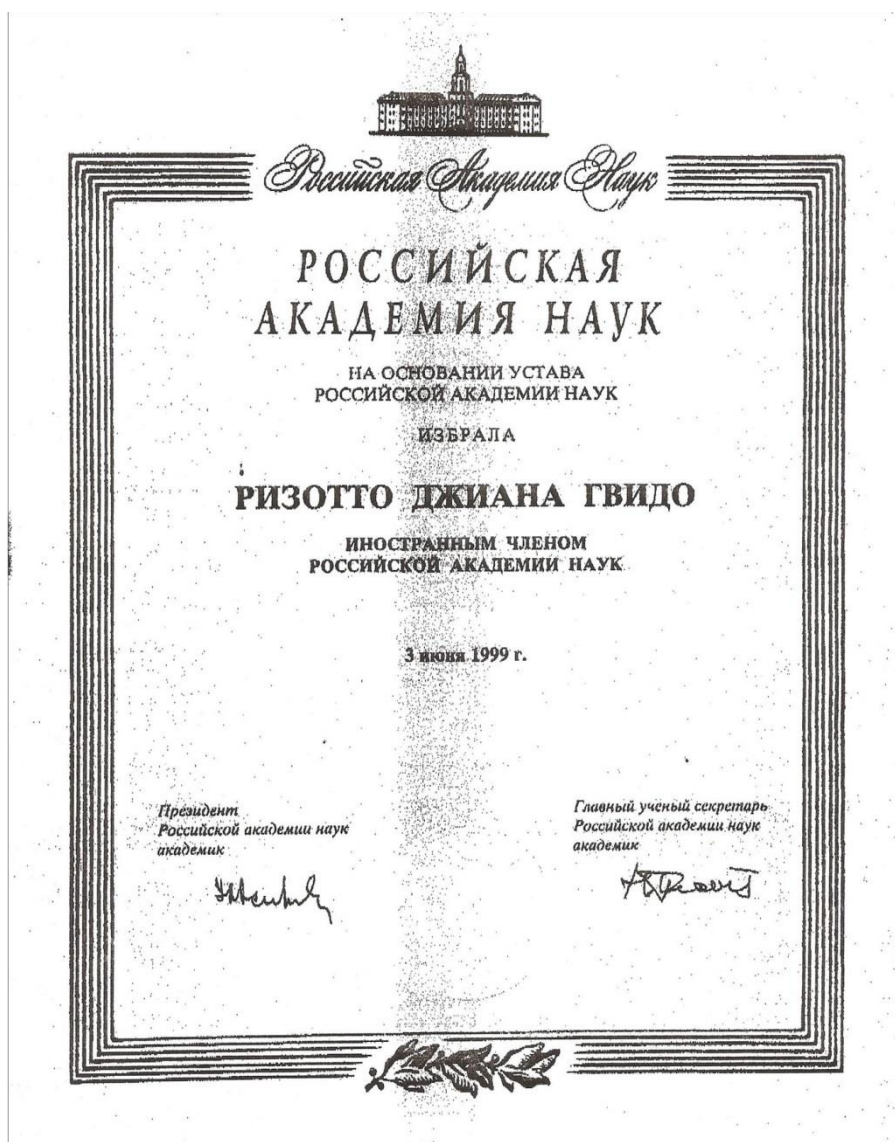 Российская Академия Наук
РОССИЙСКАЯ
АКАДЕМИЯ НАУК
НА ОСНОВАНИИ УСТАВА
РОССИЙСКОЙ АКАДЕМИИ НАУК
ИЗБРАЛА
РИЗОТТО ДЖИАНА ГВИДО
ИНОСТРАННЫМ ЧЛЕНОМ
РОССИЙСКОЙ АКАДЕМИИ НАУК
3 июня 1999 г.
Президент
Российской академии наук
академик
Главный ученый секретарь
Российской академии наук
академик